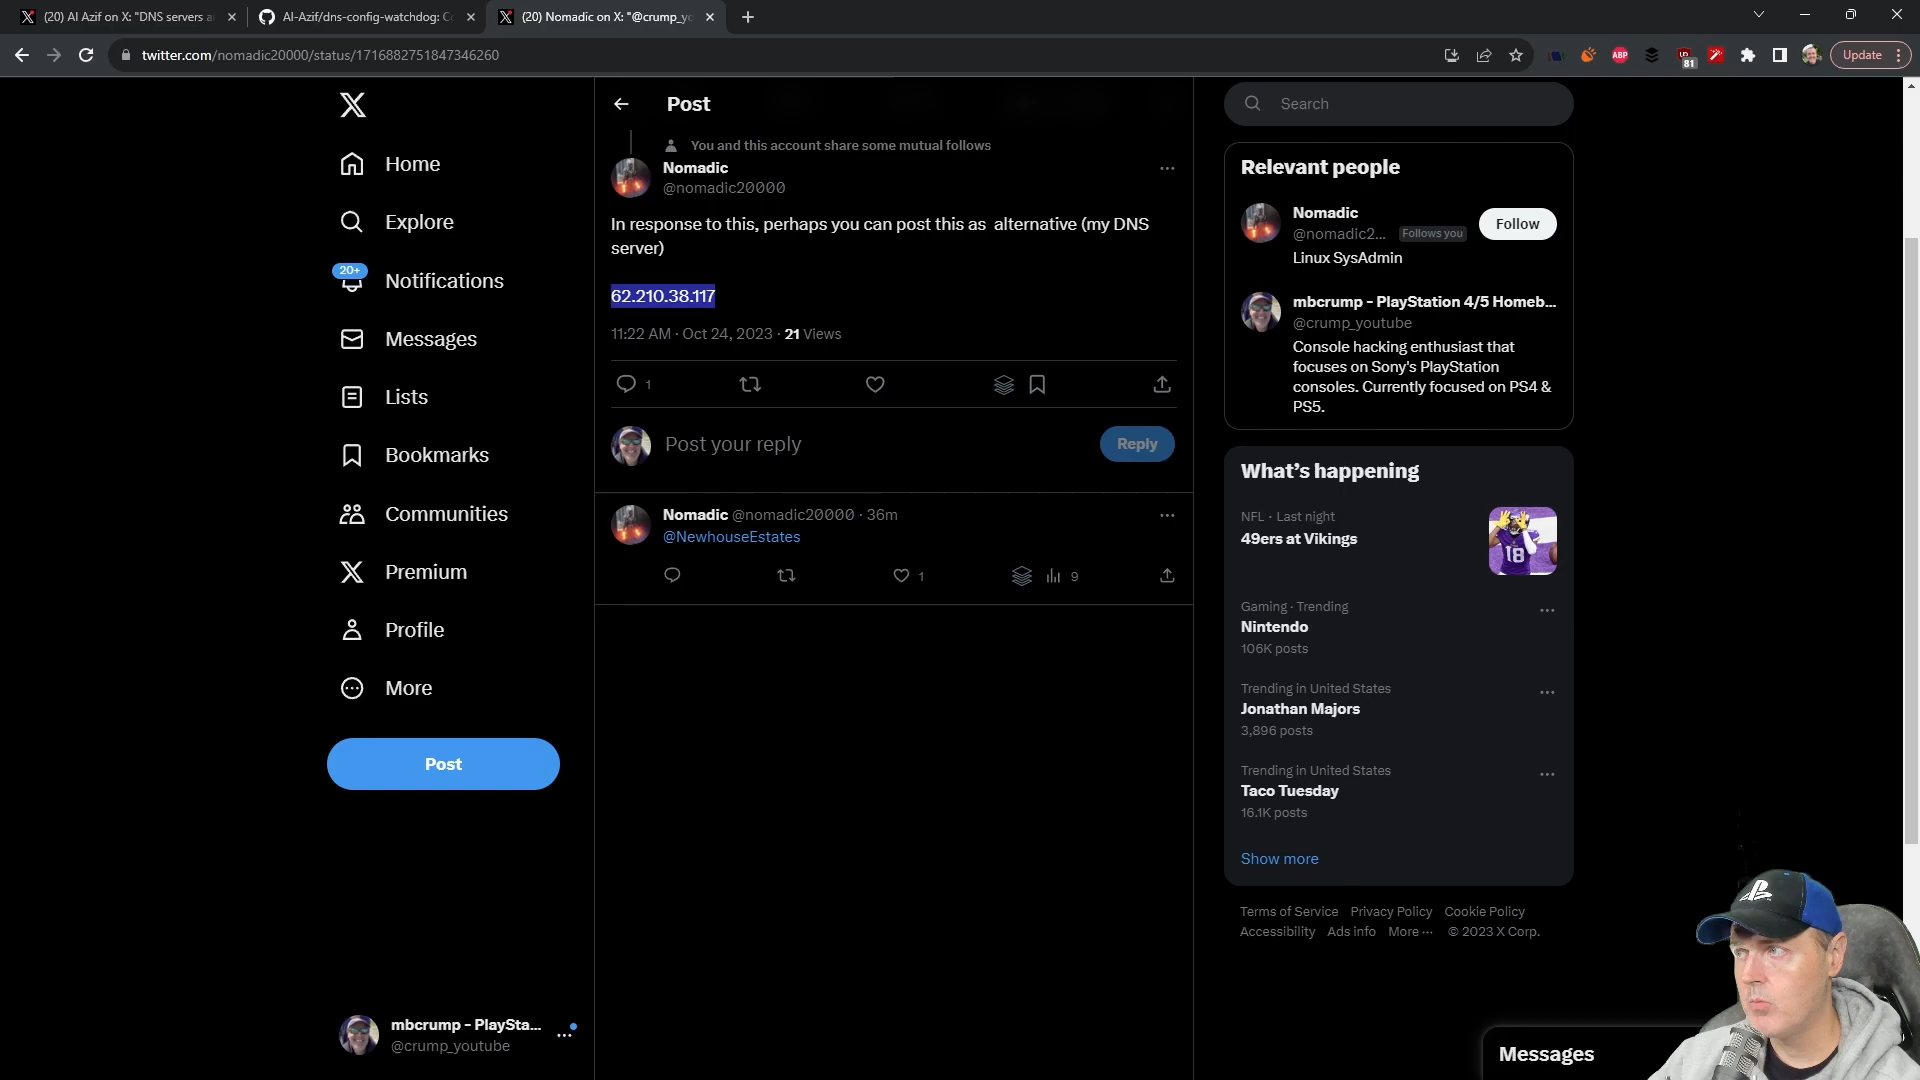 (20) Al Azif on X: "DNS servers a
Al-Azif/dns-config-watchdog: Co
(20) Nomadic on X: "@crump_yo
twitter.com/nomadic20000/status/1716882751847346260
ABP
81
Update
Home
Explore
20+
Notifications
Messages
Lists
Bookmarks
Communities
Premium
Profile
More
Post
mbcrump - PlaySta...
@crump_youtube
Post
You and this account share some mutual follows
Nomadic
@nomadic20000
In response to this, perhaps you can post this as alternative (my DNS
server)
62.210.38.117
11:22 AM · Oct 24, 2023 · 21 Views
1
Post your reply
Reply
Nomadic @nomadic20000 · 36m
@NewhouseEstates
1
9
Search
Relevant people
Nomadic
@nomadic2... Follows you
Follow
Linux SysAdmin
mbcrump - PlayStation 4/5 Homeb...
@crump_youtube
Console hacking enthusiast that
focuses on Sony's PlayStation
consoles. Currently focused on PS4 &
PS5.
What's happening
NFL · Last night
49ers at Vikings
18
Gaming · Trending
Nintendo
106K posts
Trending in United States
Jonathan Majors
3,896 posts
Trending in United States
Taco Tuesday
16.1K posts
Show more
Terms of Service Privacy Policy Cookie Policy
Accessibility Ads info More ··· © 2023 X Corp.
Messages